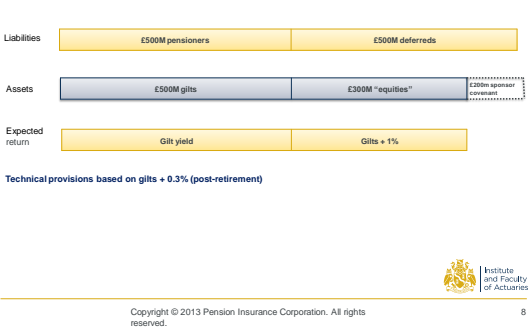 Liabilities
£500M pensioners
£500M deferreds
Assets
£500M gilts
£300M “equities”
£200m sponsor
covenant
Expected
return
Gilt yield
Gilts + 1%
Technical provisions based on gilts + 0.3% (post-retirement)
Institute
and Faculty
of Actuaries
Copyright © 2013 Pension Insurance Corporation. All rights
reserved.
8